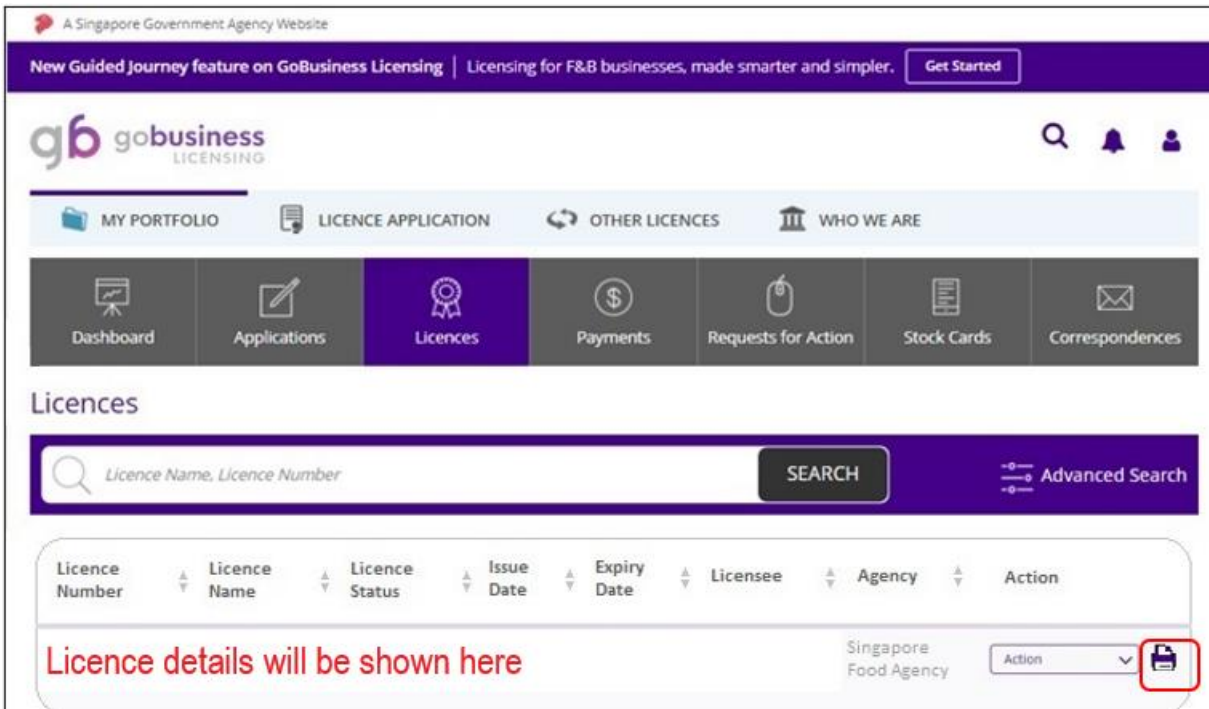 A Singapore Government Agency Website
New Guided Journey feature on GoBusiness Licensing | Licensing for F&B businesses, made smarter and simpler. Get Started
gb gobusiness
LICENSING
MY PORTFOLIO LICENCE APPLICATION OTHER LICENCES WHO WE ARE
Dashboard Applications Licences Payments Requests for Action Stock Cards Correspondences
Licences
Licence Name, Licence Number SEARCH Advanced Search
Licence Number Licence Name Licence Status Issue Date Expiry Date Licensee Agency Action
Licence details will be shown here Singapore Food Agency Action